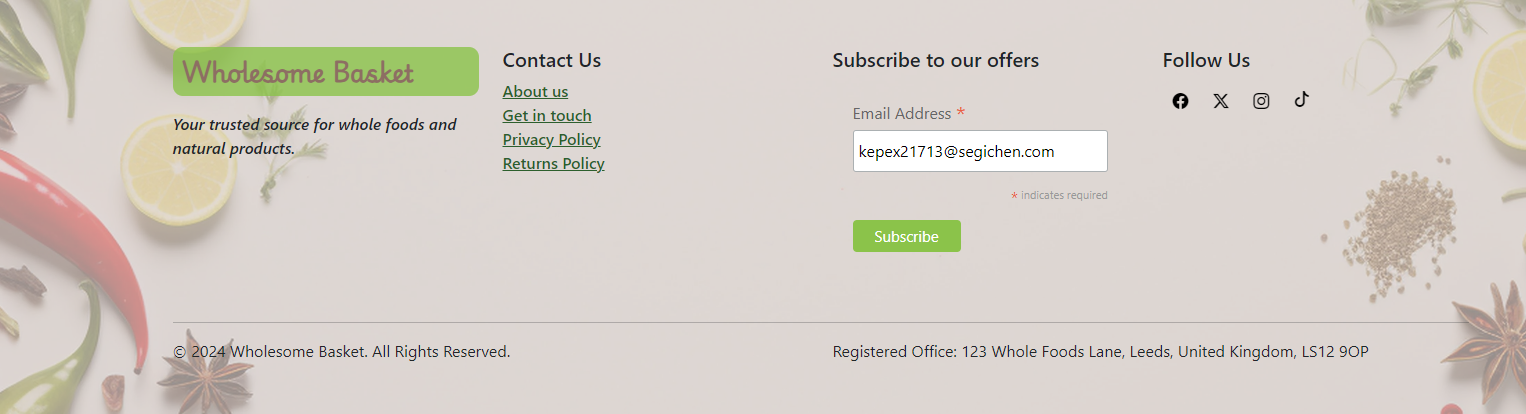 Wholesome Basket
Your trusted source for whole foods and
natural products.
Contact Us
About us
Get in touch
Privacy Policy
Returns Policy
Subscribe to our offers
Email Address *
kepex21713@segichen.com
* indicates required
Subscribe
Follow Us
© 2024 Wholesome Basket. All Rights Reserved.
Registered Office: 123 Whole Foods Lane, Leeds, United Kingdom, LS12 9OP